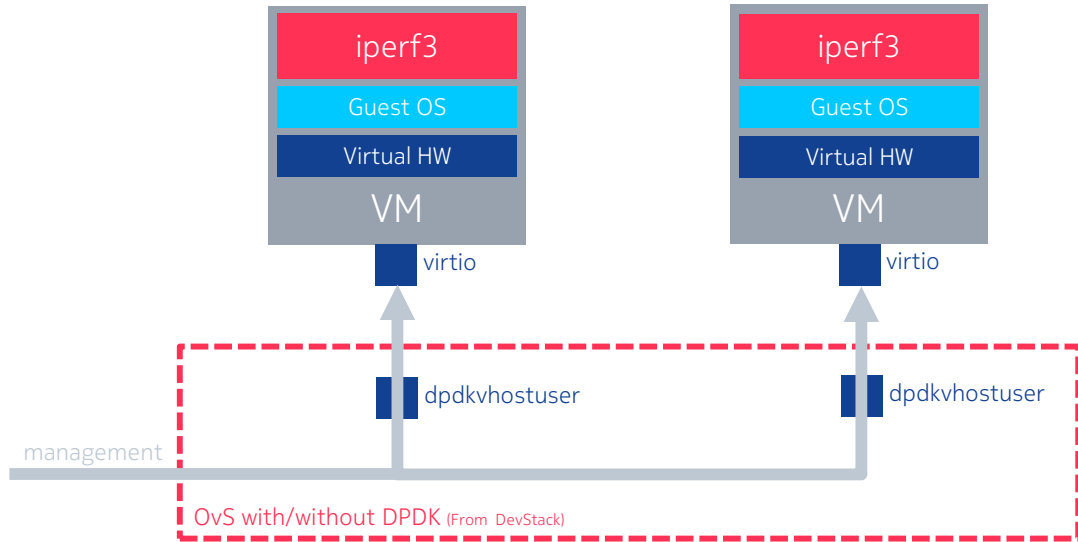 iperf3
Guest OS
Virtual HW
VM
virtio
iperf3
Guest OS
Virtual HW
VM
virtio
dpdkvhostuser
dpdkvhostuser
management
OvS with/without DPDK (From DevStack)